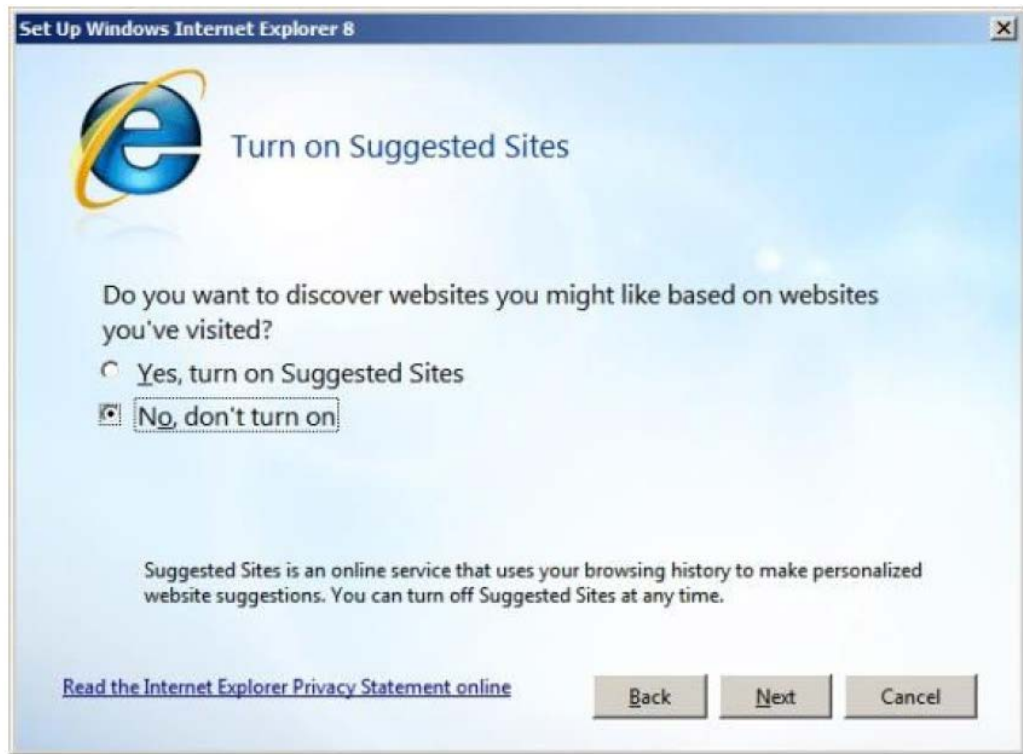 Set Up Windows Internet Explorer 8
Turn on Suggested Sites
Do you want to discover websites you might like based on websites
you've visited?
Yes, turn on Suggested Sites
No, don't turn on
Suggested Sites is an online service that uses your browsing history to make personalized
website suggestions. You can turn off Suggested Sites at any time.
Read the Internet Explorer Privacy Statement online
Back
Next
Cancel